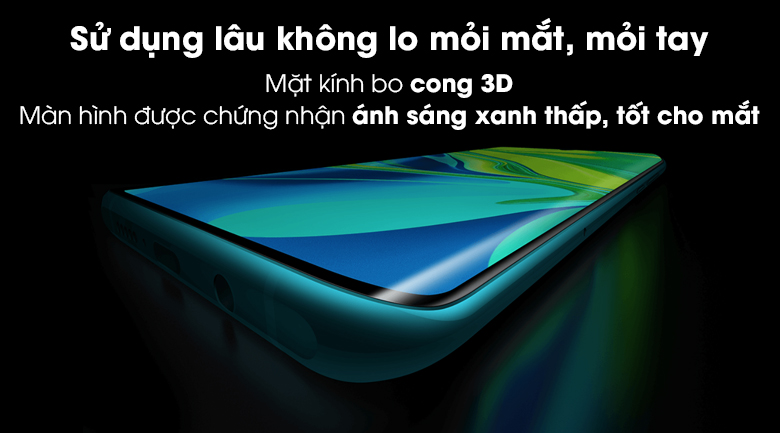 Sử dụng lâu không lo mỏi mắt, mỏi tay
Mặt kính bo cong 3D
Màn hình được chứng nhận ánh sáng xanh thấp, tốt cho mắt